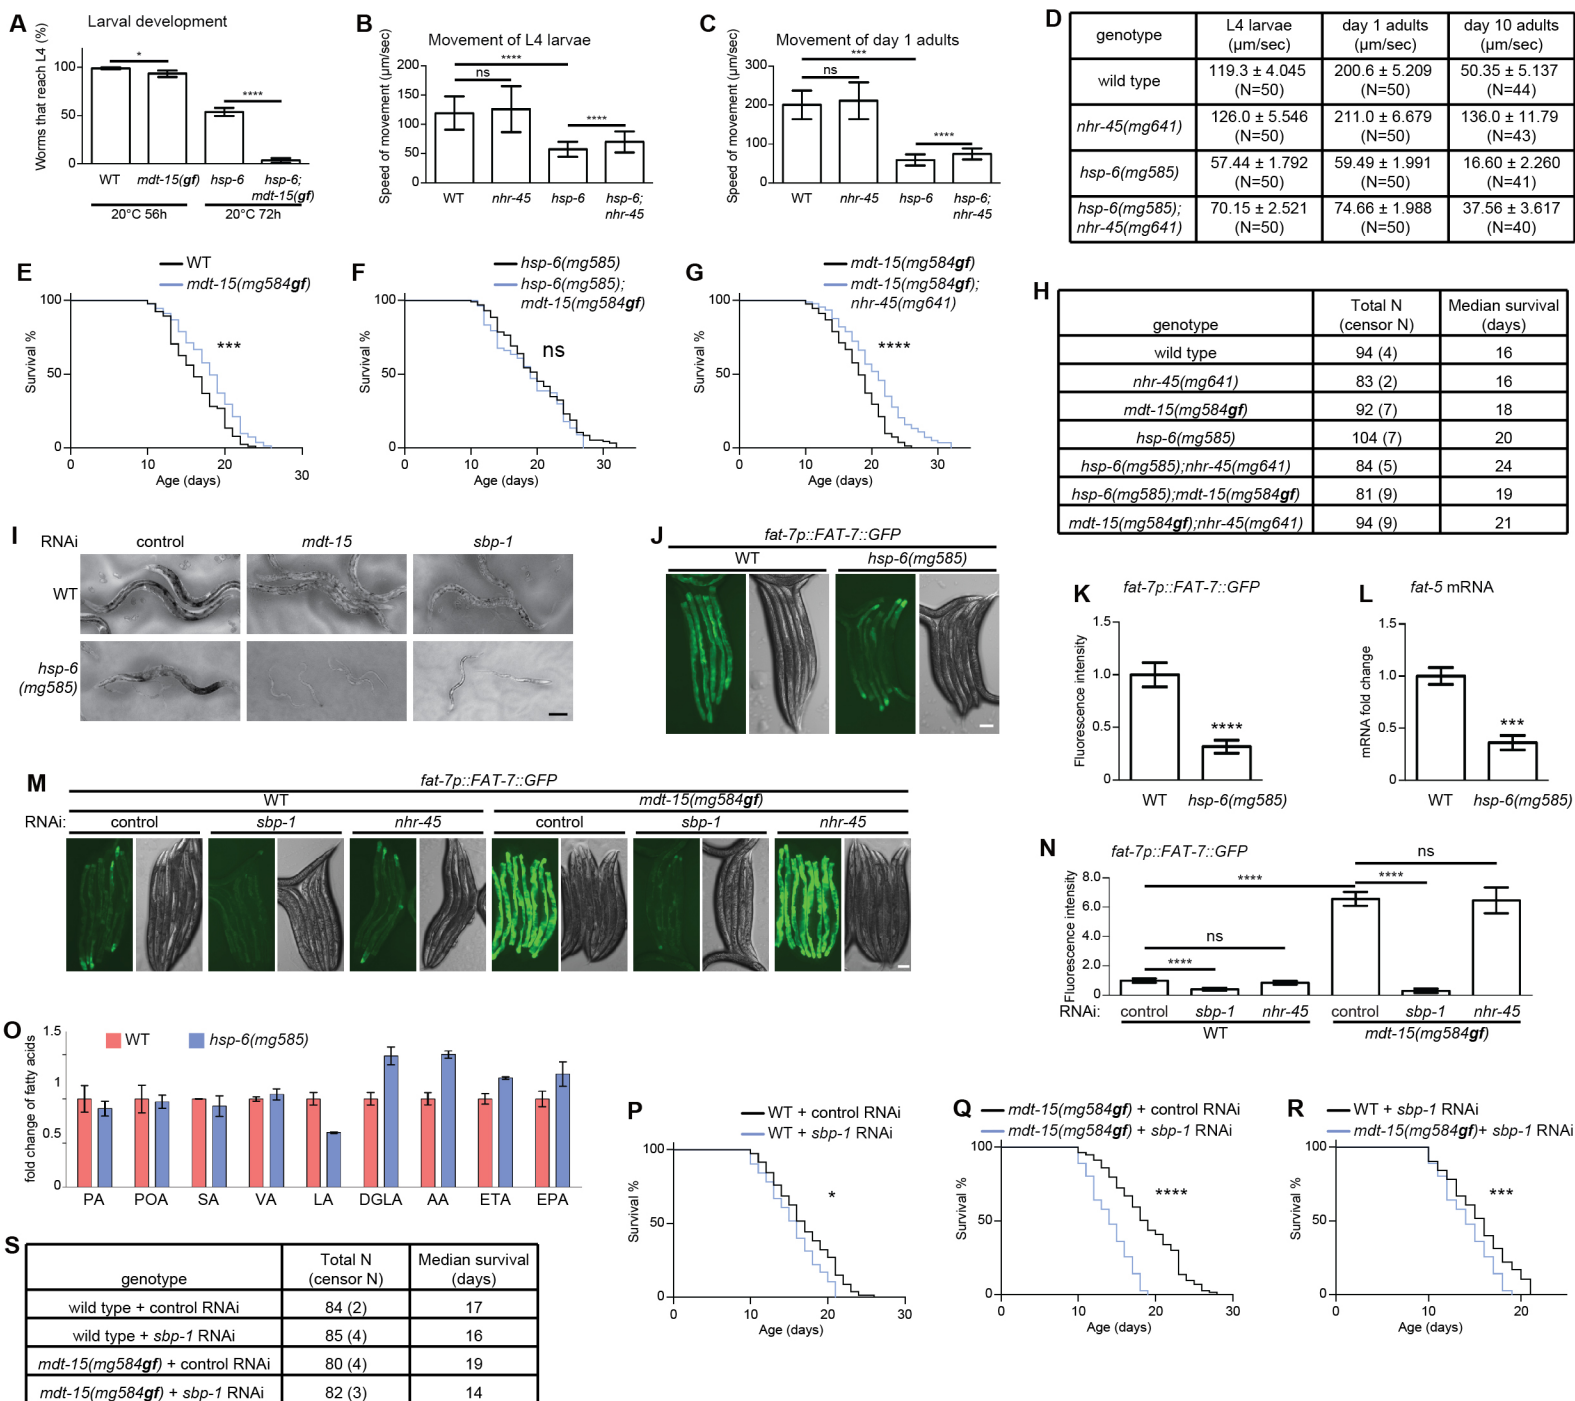 A
Larval development
Worms that reach L4 (%)
100
50
0
*
****
WT
mdt-15(gf)
hsp-6
hsp-6;
mdt-15(gf)
20°C 56h
20°C 72h
B
Movement of L4 larvae
Speed of movement (µm/sec)
200
150
100
50
0
****
ns
****
WT
nhr-45
hsp-6
hsp-6;
nhr-45
C
Movement of day 1 adults
Speed of movement (µm/sec)
300
200
100
0
***
ns
****
WT
nhr-45
hsp-6
hsp-6;
nhr-45
D
genotype
L4 larvae
(µm/sec)
day 1 adults
(µm/sec)
day 10 adults
(µm/sec)
wild type
119.3 ± 4.045
(N=50)
200.6 ± 5.209
(N=50)
50.35 ± 5.137
(N=44)
nhr-45(mg641)
126.0 ± 5.546
(N=50)
211.0 ± 6.679
(N=50)
136.0 ± 11.79
(N=43)
hsp-6(mg585)
57.44 ± 1.792
(N=50)
59.49 ± 1.991
(N=50)
16.60 ± 2.260
(N=41)
hsp-6(mg585);
nhr-45(mg641)
70.15 ± 2.521
(N=50)
74.66 ± 1.988
(N=50)
37.56 ± 3.617
(N=40)
E
WT
mdt-15(mg584gf)
Survival %
100
50
0
***
0
10
20
30
Age (days)
F
hsp-6(mg585)
hsp-6(mg585);
mdt-15(mg584gf)
Survival %
100
50
0
ns
0
10
20
30
Age (days)
G
mdt-15(mg584gf)
mdt-15(mg584gf);
nhr-45(mg641)
Survival %
100
50
0
****
0
10
20
30
Age (days)
H
genotype
Total N
(censor N)
Median survival
(days)
wild type
94 (4)
16
nhr-45(mg641)
83 (2)
16
mdt-15(mg584gf)
92 (7)
18
hsp-6(mg585)
104 (7)
20
hsp-6(mg585);nhr-45(mg641)
84 (5)
24
hsp-6(mg585);mdt-15(mg584gf)
81 (9)
19
mdt-15(mg584gf);nhr-45(mg641)
94 (9)
21
I
RNAi
control
mdt-15
sbp-1
WT
hsp-6
(mg585)
J
fat-7p::FAT-7::GFP
WT
hsp-6(mg585)
K
fat-7p::FAT-7::GFP
Fluorescence intensity
1.5
1.0
0.5
0
****
WT
hsp-6(mg585)
L
fat-5 mRNA
mRNA fold change
1.5
1.0
0.5
0
***
WT
hsp-6(mg585)
M
fat-7p::FAT-7::GFP
WT
mdt-15(mg584gf)
RNAi:
control
sbp-1
nhr-45
control
sbp-1
nhr-45
N
fat-7p::FAT-7::GFP
Fluorescence intensity
8.0
6.0
4.0
2.0
0
****
ns
****
ns
****
RNAi:
control
sbp-1
nhr-45
control
sbp-1
nhr-45
WT
mdt-15(mg584gf)
O
WT
hsp-6(mg585)
fold change of fatty acids
1.5
1
0.5
0
PA
POA
SA
VA
LA
DGLA
AA
ETA
EPA
P
WT + control RNAi
WT + sbp-1 RNAi
Survival %
100
50
0
*
0
10
20
30
Age (days)
Q
mdt-15(mg584gf) + control RNAi
mdt-15(mg584gf) + sbp-1 RNAi
Survival %
100
50
0
****
0
10
20
30
Age (days)
R
WT + sbp-1 RNAi
mdt-15(mg584gf)+ sbp-1 RNAi
Survival %
100
50
0
***
0
10
20
Age (days)
S
genotype
Total N
(censor N)
Median survival
(days)
wild type + control RNAi
84 (2)
17
wild type + sbp-1 RNAi
85 (4)
16
mdt-15(mg584gf) + control RNAi
80 (4)
19
mdt-15(mg584gf) + sbp-1 RNAi
82 (3)
14